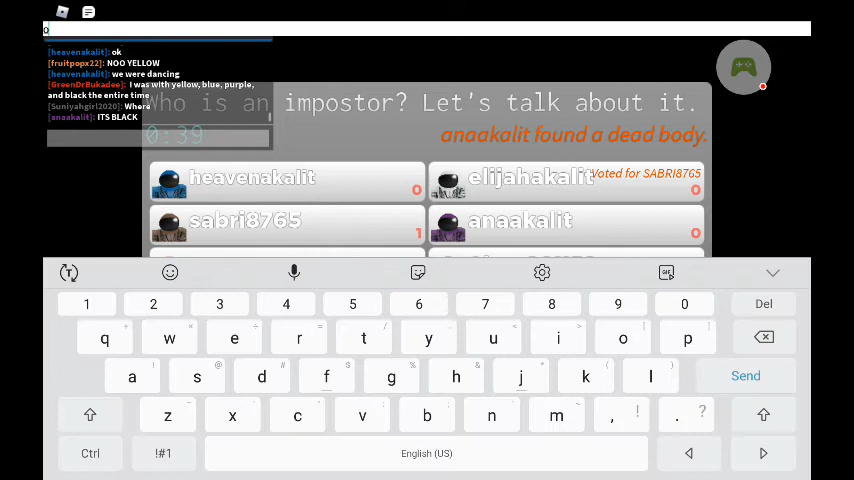 o
[heavenakalit]: ok
[fruitpopx22]: NOO YELLOW
[heavenakalit]: we were dancing
[GreenDrBukadee]: I was with yellow, blue, purple,
and black the entire time
[Suniyahgirl2020]: Where
[anaakalit]: ITS BLACK
Who is an impostor? Let's talk about it.
0:39
anaakalit found a dead body.
heavenakalit
0
elijahakalit
Voted for SABRI8765
0
sabri8765
1
anaakalit
0
T
GIF
1 2 3 4 5 6 7 8 9 0 Del
q w e r t y u i o p
a s d f g h j k l Send
z x c v b n m , ! . ?
Ctrl !#1 English (US)